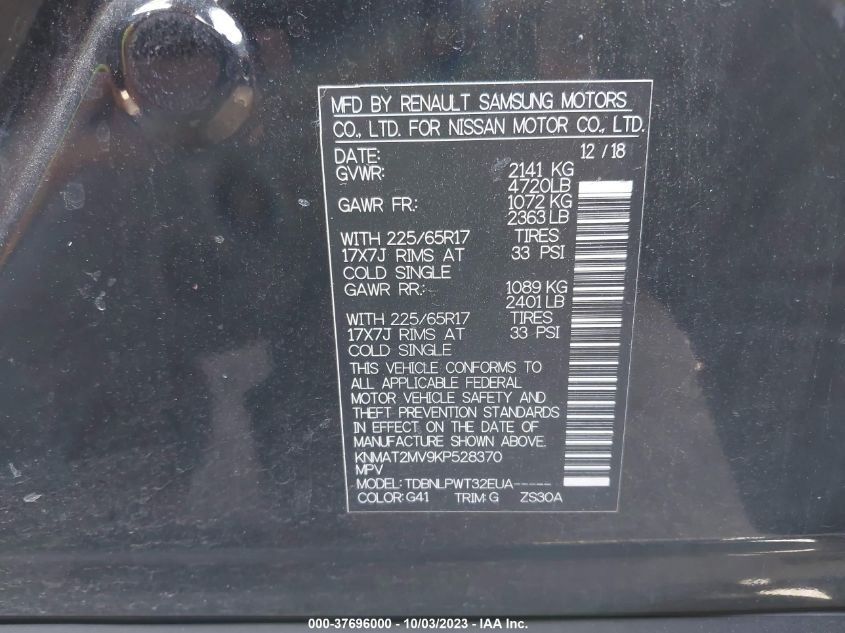 MFD BY RENAULT SAMSUNG MOTORS
CO., LTD. FOR NISSAN MOTOR CO., LTD.
DATE: 12 / 18
GVWR: 2141 KG
4720LB
GAWR FR: 1072 KG
2363 LB
WITH 225/65R17 TIRES
17X7J RIMS AT 33 PSI
COLD SINGLE
GAWR RR: 1089 KG
2401 LB
WITH 225/65R17 TIRES
17X7J RIMS AT 33 PSI
COLD SINGLE
THIS VEHICLE CONFORMS TO
ALL APPLICABLE FEDERAL
MOTOR VEHICLE SAFETY AND
THEFT PREVENTION STANDARDS
IN EFFECT ON THE DATE OF
MANUFACTURE SHOWN ABOVE.
KNMAT2MV9KP528370
MPV
MODEL: TDBNLPWT32EUA-----
COLOR: G41 TRIM: G ZS30A
000-37696000 - 10/03/2023 - IAA Inc.